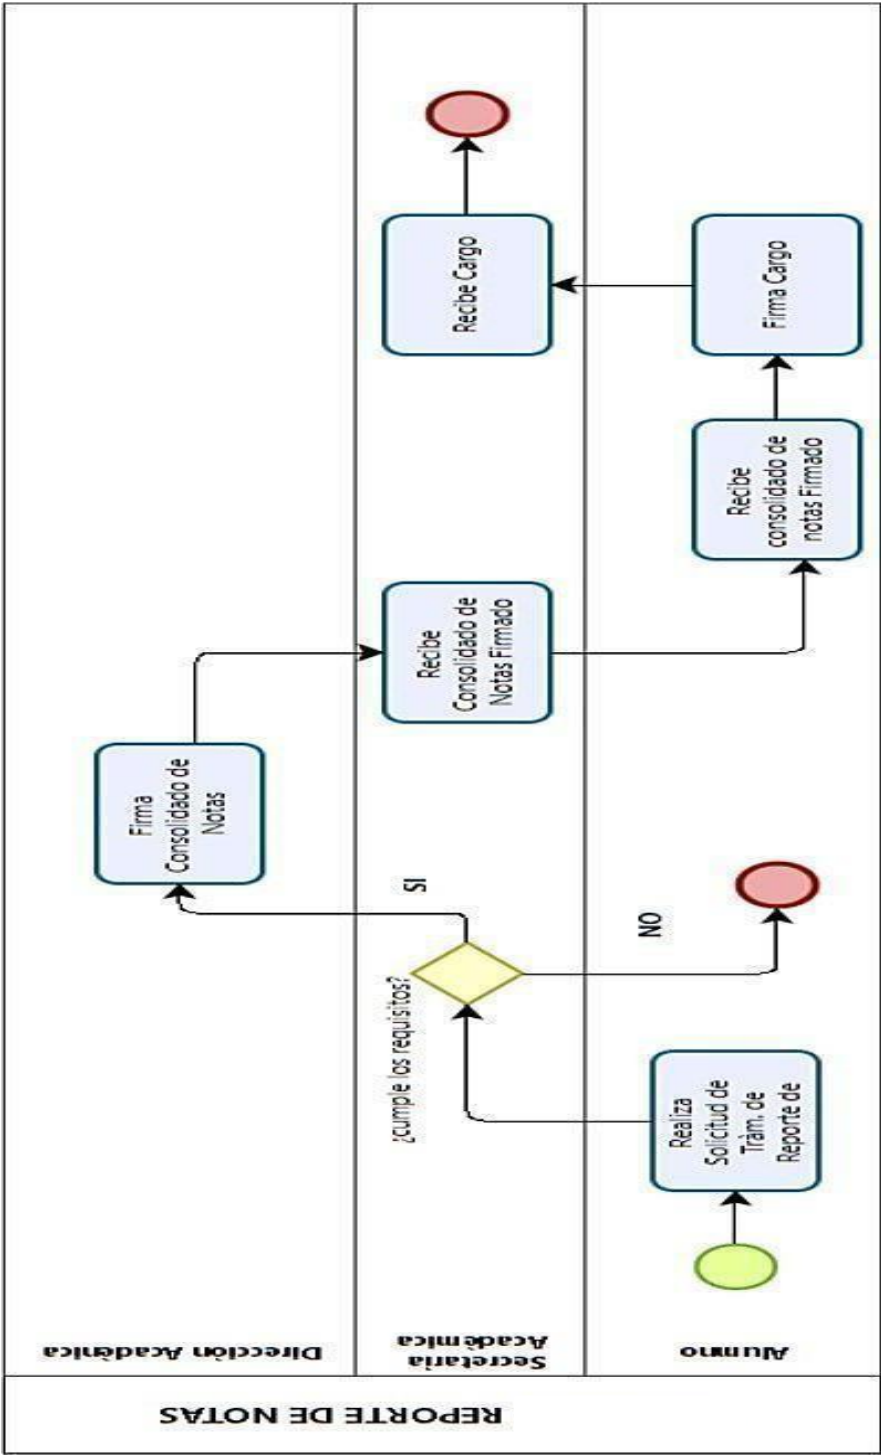 REPORTE DE NOTAS
Dirección Académica
Secretaria
Académica
Alumno
Realiza
Solicitud de
Tràm. de
Reporte de
¿cumple los requisitos?
SI
NO
Firma
Consolidado de
Notas
Recibe
Consolidado de
Notas Firmado
Recibe
consolidado de
notas Firmado
Firma Cargo
Recibe Cargo